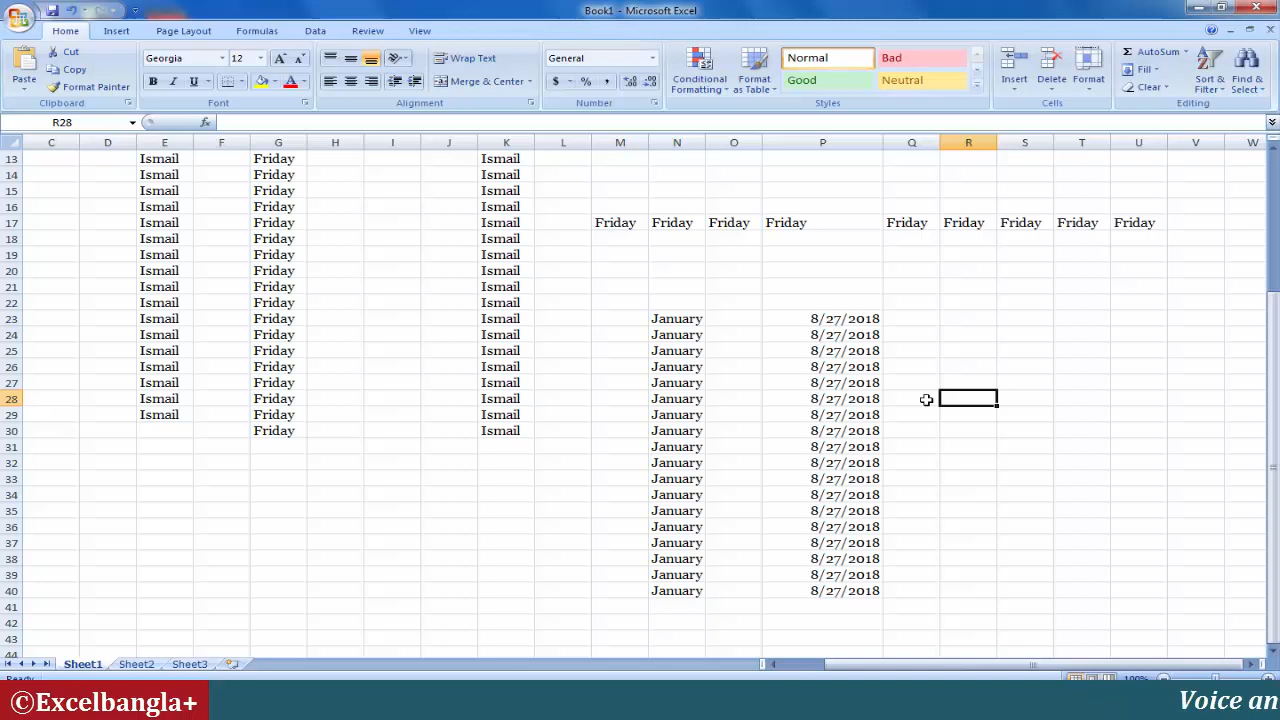 Book1 - Microsoft Excel
Home Insert Page Layout Formulas Data Review View
Paste
Cut
Copy
Format Painter
Clipboard
Georgia 12
B I U
Font
Wrap Text
Merge & Center
Alignment
General
$ % ,
Number
Conditional Formatting
Format as Table
Normal Bad
Good Neutral
Styles
Insert Delete Format
Cells
AutoSum
Fill
Clear
Sort & Filter
Find & Select
Editing
R28 fx
C D E F G H I J K M N O P Q R S T U V W
13 Ismail Friday Ismail
14 Ismail Friday Ismail
15 Ismail Friday Ismail
16 Ismail Friday Ismail
17 Ismail Friday Ismail Friday Friday Friday Friday Friday Friday Friday Friday Friday
18 Ismail Friday Ismail
19 Ismail Friday Ismail
20 Ismail Friday Ismail
21 Ismail Friday Ismail
22 Ismail Friday Ismail
23 Ismail Friday Ismail January 8/27/2018
24 Ismail Friday Ismail January 8/27/2018
25 Ismail Friday Ismail January 8/27/2018
26 Ismail Friday Ismail January 8/27/2018
27 Ismail Friday Ismail January 8/27/2018
28 Ismail Friday Ismail January 8/27/2018
29 Ismail Friday Ismail January 8/27/2018
30 Friday Ismail January 8/27/2018
31 January 8/27/2018
32 January 8/27/2018
33 January 8/27/2018
34 January 8/27/2018
35 January 8/27/2018
36 January 8/27/2018
37 January 8/27/2018
38 January 8/27/2018
39 January 8/27/2018
40 January 8/27/2018
41
42
43
44
Sheet1 Sheet2 Sheet3
Ready 100%
©Excelbangla+ Voice an